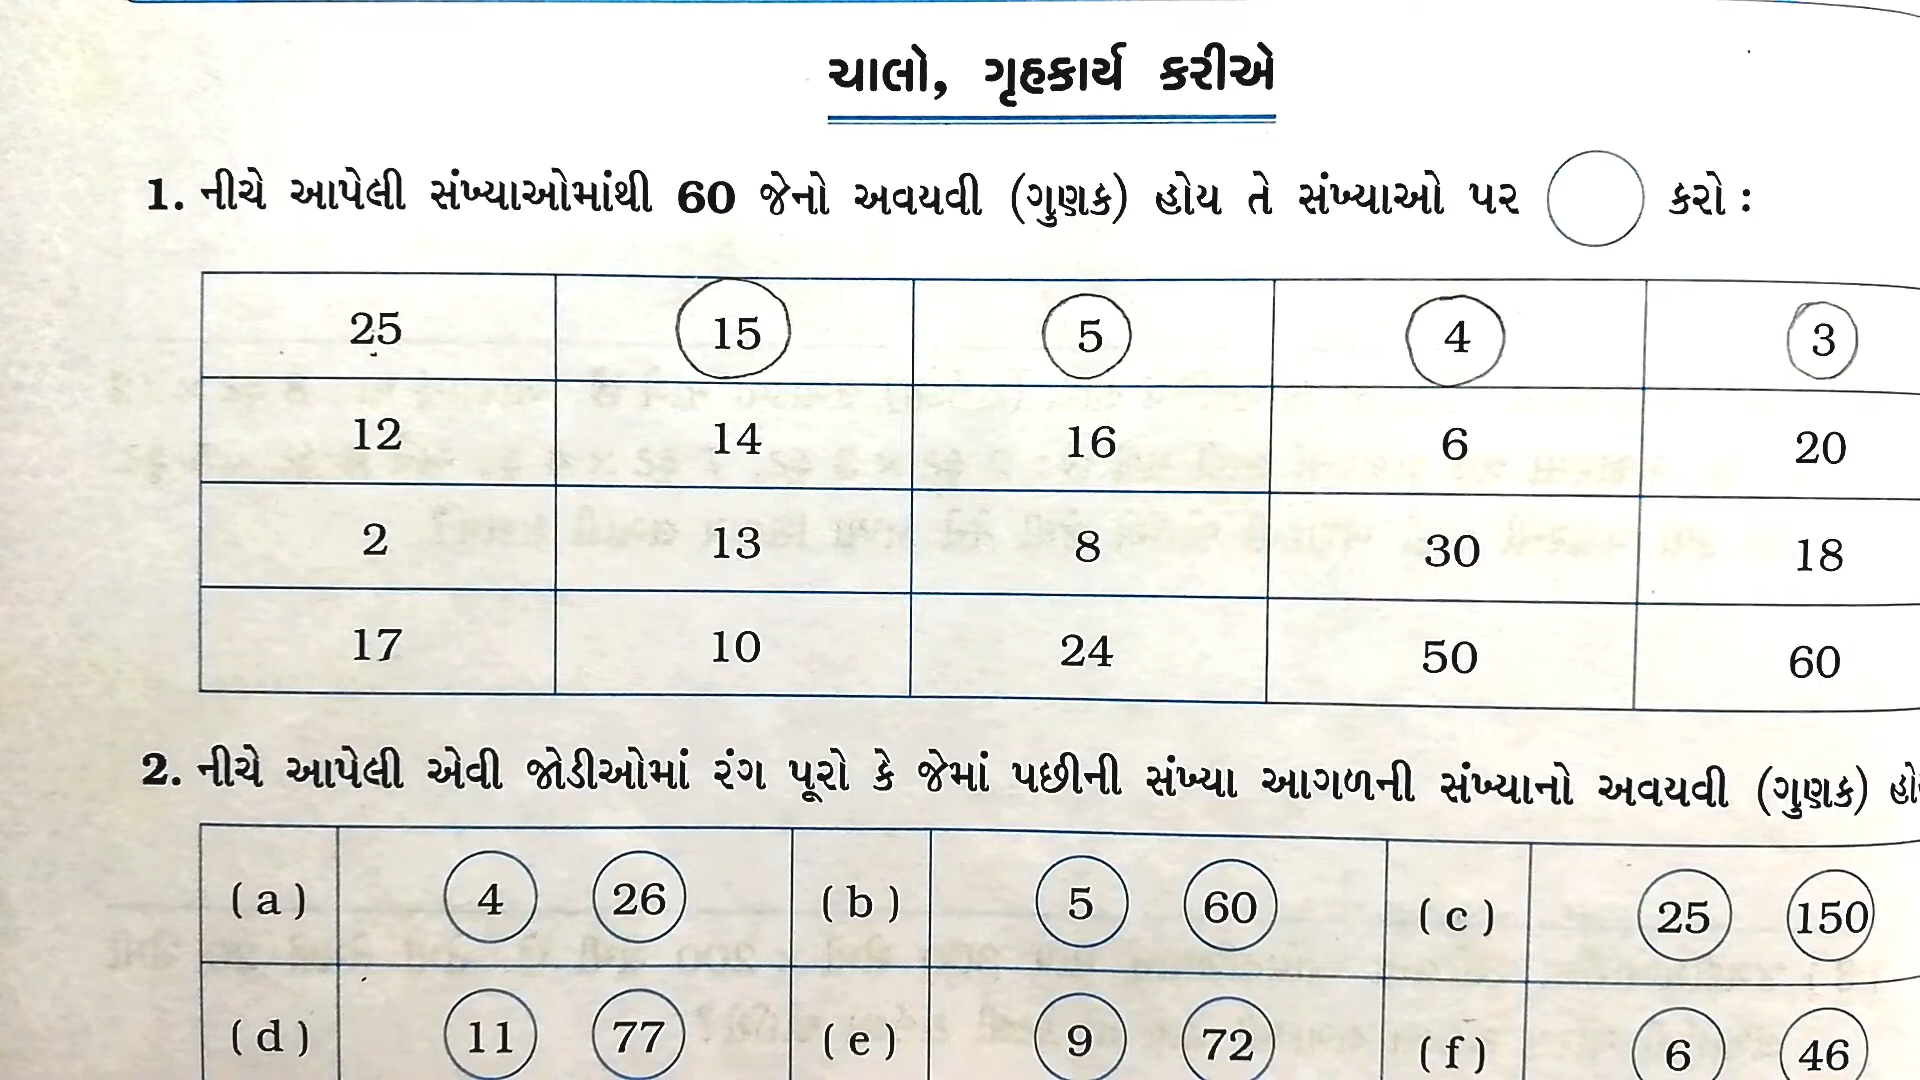 ચાલો, ગૃહકાર્ય કરીએ
1. નીચે આપેલી સંખ્યાઓમાંથી 60 જેનો અવયવી (ગુણક) હોય તે સંખ્યાઓ પર કરો :
25 15 5 4 3
12 14 16 6 20
2 13 8 30 18
17 10 24 50 60
2. નીચે આપેલી એવી જોડીઓમાં રંગ પૂરો કે જેમાં પછીની સંખ્યા આગળની સંખ્યાનો અવયવી (ગુણક)
(a) 4 26 (b) 5 60 (c) 25 150
(d) 11 77 (e) 9 72 (f) 6 46